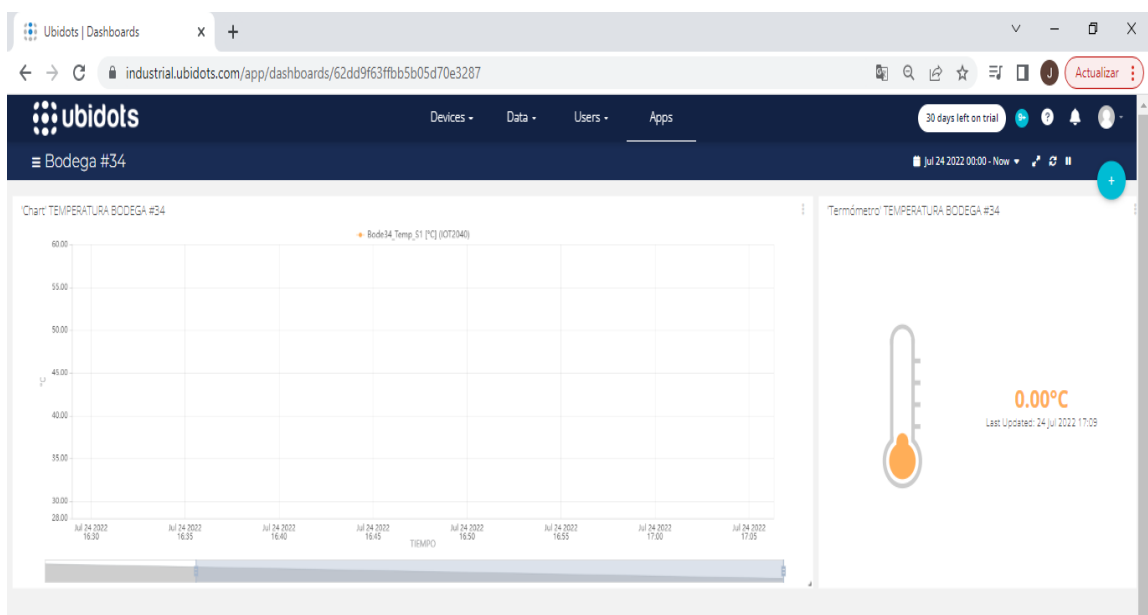 Ubidots | Dashboards
industrial.ubidots.com/app/dashboards/62dd9f63ffbb5b05d70e3287
J
Actualizar
ubidots
Devices
Data
Users
Apps
30 days left on trial
9+
?
Bodega #34
Jul 24 2022 00:00 - Now
+
'Chart' TEMPERATURA BODEGA #34
Bode34_Temp_S1 [°C] (IOT2040)
60.00
55.00
50.00
45.00
°C
40.00
35.00
30.00
28.00
Jul 24 2022 16:30
Jul 24 2022 16:35
Jul 24 2022 16:40
Jul 24 2022 16:45
Jul 24 2022 16:50
Jul 24 2022 16:55
Jul 24 2022 17:00
Jul 24 2022 17:05
TIEMPO
'Termómetro' TEMPERATURA BODEGA #34
0.00°C
Last Updated: 24 Jul 2022 17:09